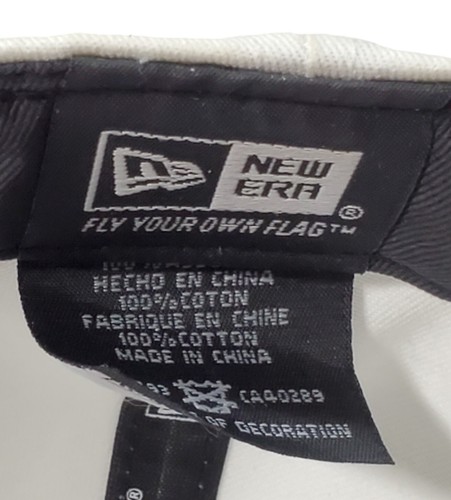 NEW
ERA
®
FLY YOUR OWN FLAG™
HECHO EN CHINA
100%COTON
FABRIQUE EN CHINE
100%COTTON
MADE IN CHINA
93 CA40289
OF DECORATION
®